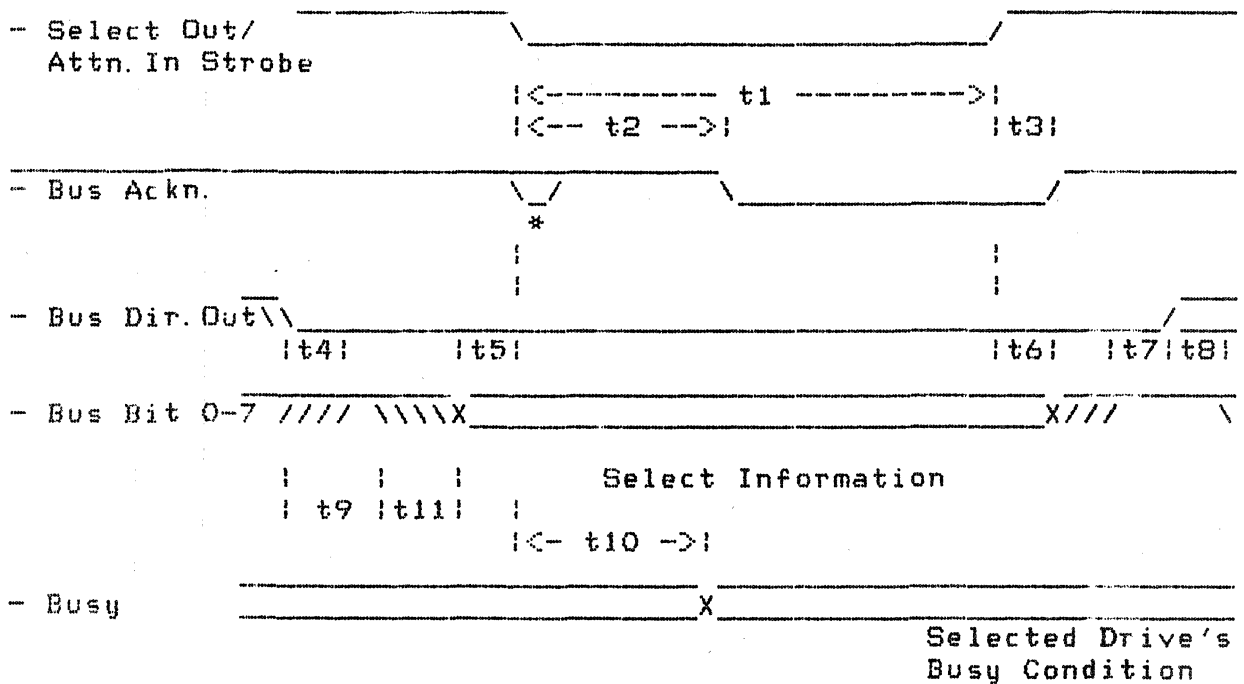 - Select Out/
Attn. In Strobe
|<----------- t1 ----------->|
|<-- t2 -->| |t3|
- Bus Ackn.
*
- Bus Dir. Out
|t4| |t5| |t6| |t7|t8|
- Bus Bit 0-7 //// \\\\X X/// \
| | | Select Information
| t9 |t11| |
|<- t10 ->|
- Busy X
Selected Drive's
Busy Condition